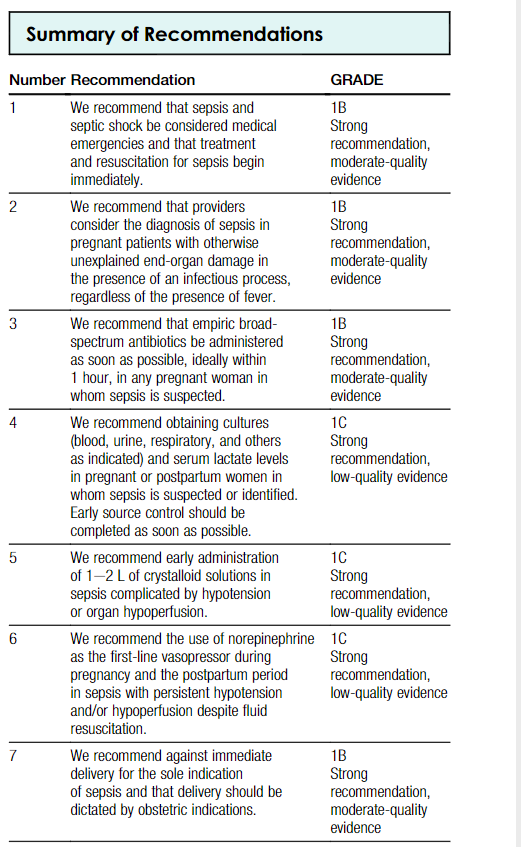 Summary of Recommendations
Number Recommendation GRADE
1 We recommend that sepsis and 1B
septic shock be considered medical Strong
emergencies and that treatment recommendation,
and resuscitation for sepsis begin moderate-quality
immediately. evidence
2 We recommend that providers 1B
consider the diagnosis of sepsis in Strong
pregnant patients with otherwise recommendation,
unexplained end-organ damage in moderate-quality
the presence of an infectious process, evidence
regardless of the presence of fever.
3 We recommend that empiric broad- 1B
spectrum antibiotics be administered Strong
as soon as possible, ideally within recommendation,
1 hour, in any pregnant woman in moderate-quality
whom sepsis is suspected. evidence
4 We recommend obtaining cultures 1C
(blood, urine, respiratory, and others Strong
as indicated) and serum lactate levels recommendation,
in pregnant or postpartum women in low-quality evidence
whom sepsis is suspected or identified.
Early source control should be
completed as soon as possible.
5 We recommend early administration 1C
of 1—2 L of crystalloid solutions in Strong
sepsis complicated by hypotension recommendation,
or organ hypoperfusion. low-quality evidence
6 We recommend the use of norepinephrine 1C
as the first-line vasopressor during Strong
pregnancy and the postpartum period recommendation,
in sepsis with persistent hypotension low-quality evidence
and/or hypoperfusion despite fluid
resuscitation.
7 We recommend against immediate 1B
delivery for the sole indication Strong
of sepsis and that delivery should be recommendation,
dictated by obstetric indications. moderate-quality
evidence